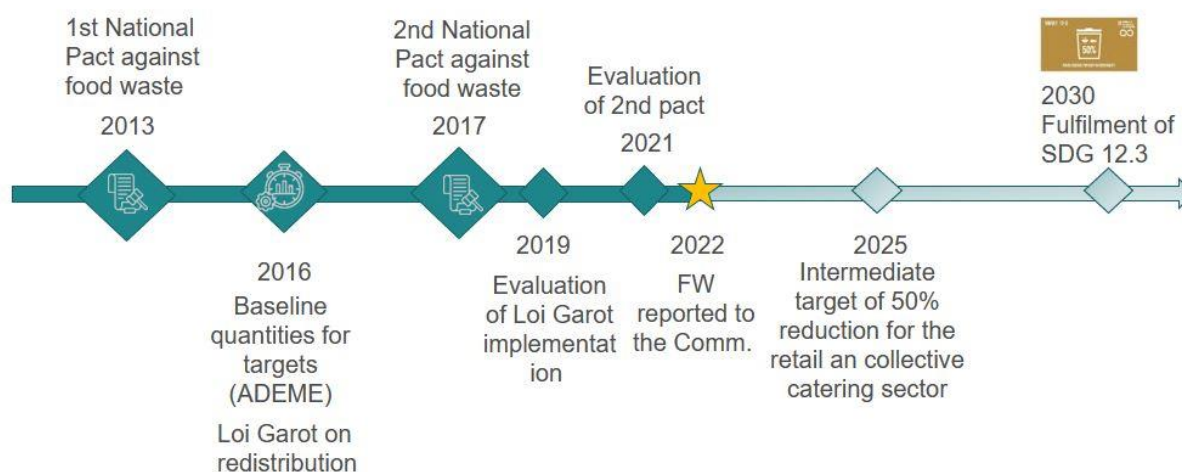 1st National
Pact against
food waste
2013
2016
Baseline
quantities for
targets
(ADEME)
Loi Garot on
redistribution
2nd National
Pact against
food waste
2017
2019
Evaluation
of Loi Garot
implementat
ion
Evaluation
of 2nd pact
2021
2022
FW
reported to
the Comm.
2025
Intermediate
target of 50%
reduction for the
retail an collective
catering sector
50%
2030
Fulfilment of
SDG 12.3